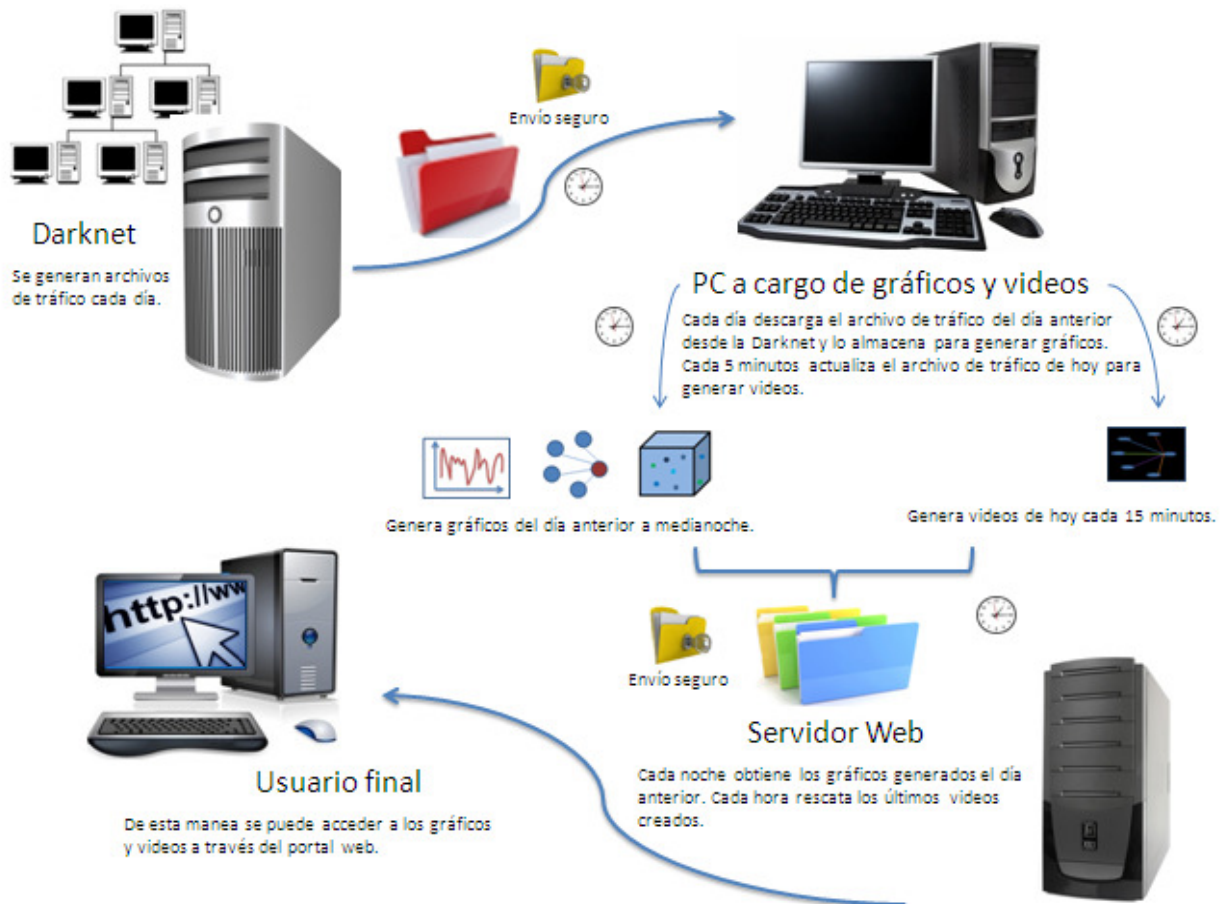 Envío seguro
Darknet
Se generan archivos
de tráfico cada día.
PC a cargo de gráficos y videos
Cada día descarga el archivo de tráfico del día anterior
desde la Darknet y lo almacena para generar gráficos.
Cada 5 minutos actualiza el archivo de tráfico de hoy para
generar videos.
Genera gráficos del día anterior a medianoche.
Genera videos de hoy cada 15 minutos.
http://ww
Envío seguro
Servidor Web
Cada noche obtiene los gráficos generados el día
anterior. Cada hora rescata los últimos videos
creados.
Usuario final
De esta manea se puede acceder a los gráficos
y videos a través del portal web.